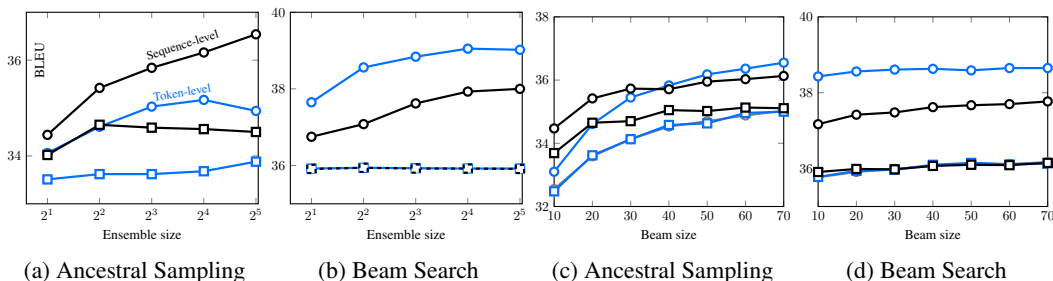 BLEU
Sequence-level
Token-level
36
34
2^1 2^2 2^3 2^4 2^5
Ensemble size
(a) Ancestral Sampling
40
38
36
2^1 2^2 2^3 2^4 2^5
Ensemble size
(b) Beam Search
38
36
34
32
10 20 30 40 50 60 70
Beam size
(c) Ancestral Sampling
40
38
36
10 20 30 40 50 60 70
Beam size
(d) Beam Search